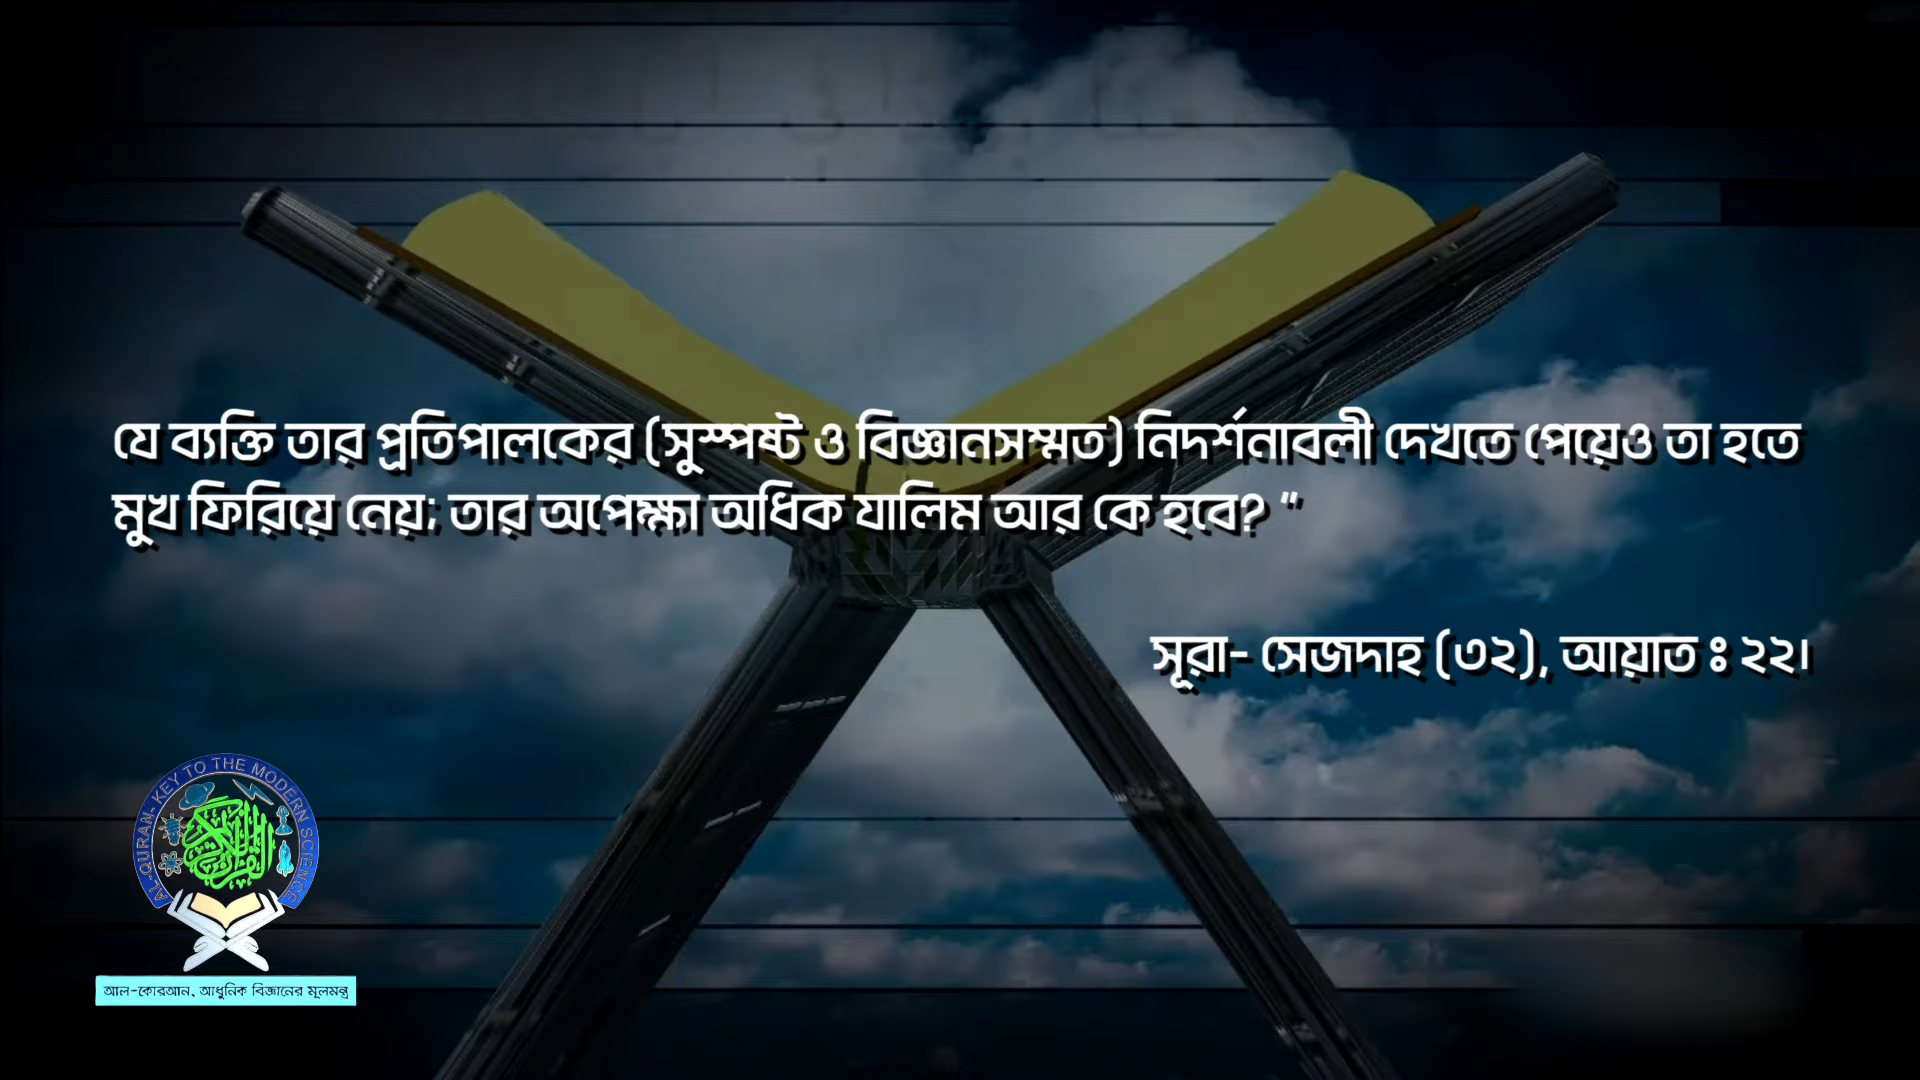 যে ব্যক্তি তার প্রতিপালকের (সুস্পষ্ট ও বিজ্ঞানসম্মত) নিদর্শনাবলী দেখতে পেয়েও তা হতে
মুখ ফিরিয়ে নেয়; তার অপেক্ষা অধিক যালিম আর কে হবে? "
সূরা- সেজদাহ (৩২), আয়াত ঃ ২২।
AL-QURAN- KEY TO THE MODERN SCIENCE
আল-কোরআন, আধুনিক বিজ্ঞানের মূলমন্ত্র